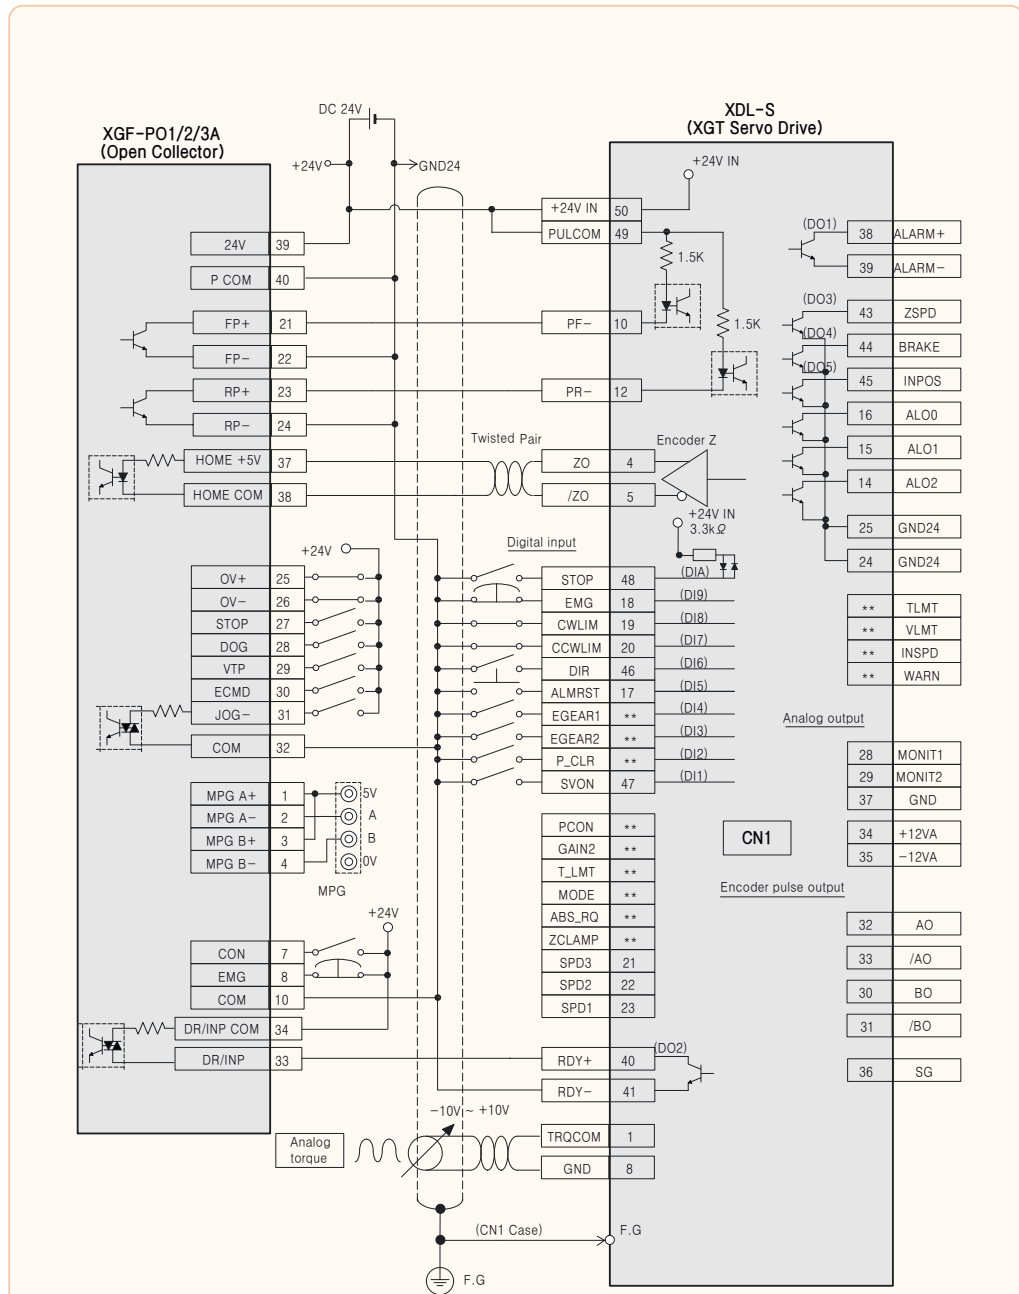 DC 24V
XDL-S
(XGT Servo Drive)
XGF-PO1/2/3A
(Open Collector)
+24V
GND24
+24V IN
+24V IN 50
PULCOM 49
1.5K
1.5K
24V 39
P COM 40
FP+ 21
FP- 22
RP+ 23
RP- 24
HOME +5V 37
HOME COM 38
PF- 10
PR- 12
Twisted Pair
Encoder Z
ZO 4
/ZO 5
+24V IN
3.3kΩ
(DO1)
38 ALARM+
39 ALARM-
(DO3)
43 ZSPD
(DO4)
44 BRAKE
(DO5)
45 INPOS
16 ALO0
15 ALO1
14 ALO2
25 GND24
24 GND24
+24V
OV+ 25
OV- 26
STOP 27
DOG 28
VTP 29
ECMD 30
JOG- 31
COM 32
Digital input
STOP 48 (DIA)
EMG 18 (DI9)
CWLIM 19 (DI8)
CCWLIM 20 (DI7)
DIR 46 (DI6)
ALMRST 17 (DI5)
EGEAR1 ** (DI4)
EGEAR2 ** (DI3)
P_CLR ** (DI2)
SVON 47 (DI1)
** TLMT
** VLMT
** INSPD
** WARN
Analog output
28 MONIT1
29 MONIT2
37 GND
34 +12VA
35 -12VA
MPG A+ 1 5V
MPG A- 2 A
MPG B+ 3 B
MPG B- 4 0V
MPG
PCON **
GAIN2 **
T_LMT **
MODE **
ABS_RQ **
ZCLAMP **
SPD3 21
SPD2 22
SPD1 23
CN1
Encoder pulse output
32 AO
33 /AO
30 BO
31 /BO
36 SG
+24V
CON 7
EMG 8
COM 10
DR/INP COM 34
DR/INP 33
RDY+ 40 (DO2)
RDY- 41
-10V ~ +10V
Analog
torque
TRQCOM 1
GND 8
(CN1 Case)
F.G
F.G